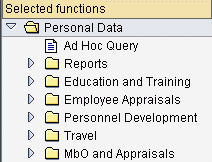 Selected functions
Personal Data
Ad Hoc Query
Reports
Education and Training
Employee Appraisals
Personnel Development
Travel
MbO and Appraisals